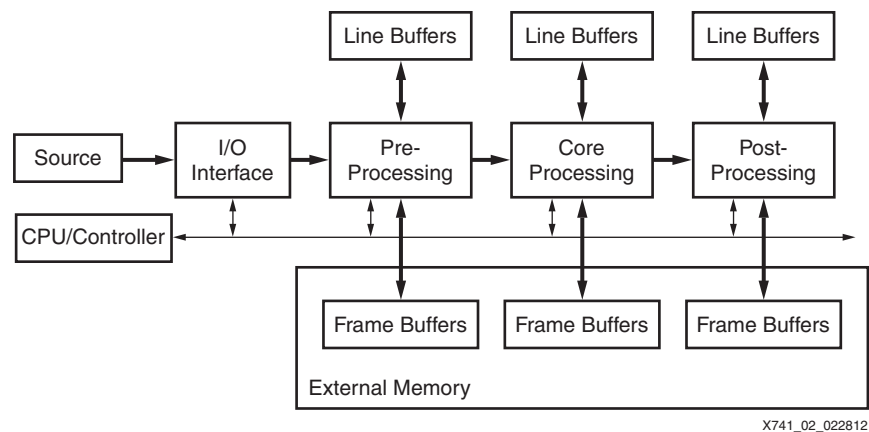 Line Buffers
Line Buffers
Line Buffers
Source
I/O
Interface
Pre-
Processing
Core
Processing
Post-
Processing
CPU/Controller
Frame Buffers
Frame Buffers
Frame Buffers
External Memory
X741_02_022812